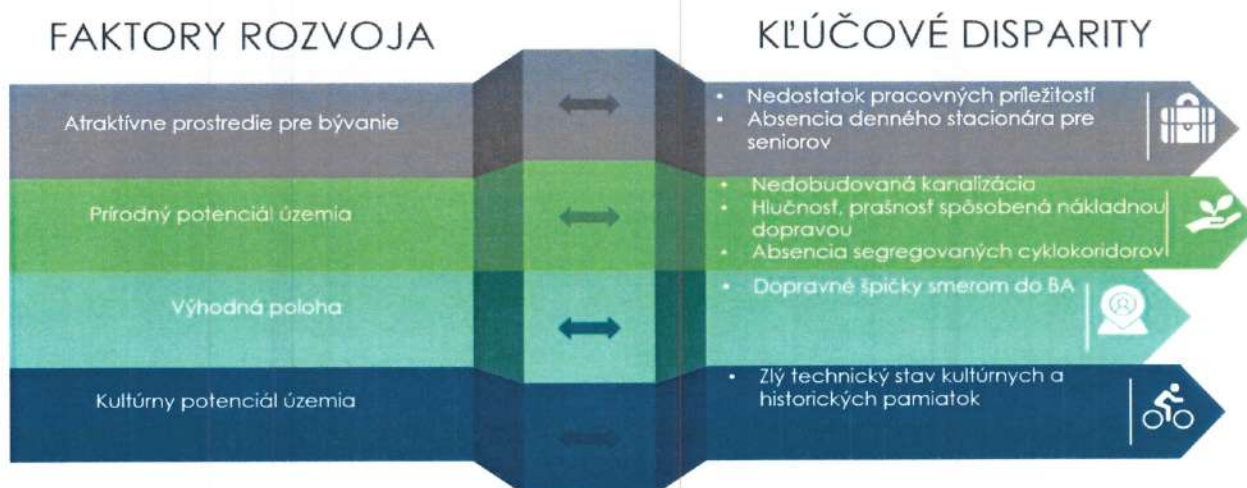 FAKTORY ROZVOJA
KĽÚČOVÉ DISPARITY
Atraktívne prostredie pre bývanie
• Nedostatok pracovných príležitostí
• Absencia denného stacionára pre
seniorov
Prírodný potenciál územia
• Nedobudovaná kanalizácia
• Hlučnosť, prašnosť spôsobená nákladnou
dopravou
• Absencia segregovaných cyklokoridorov
Výhodná poloha
• Dopravné špičky smerom do BA
Kultúrny potenciál územia
• Zlý technický stav kultúrnych a
historických pamiatok